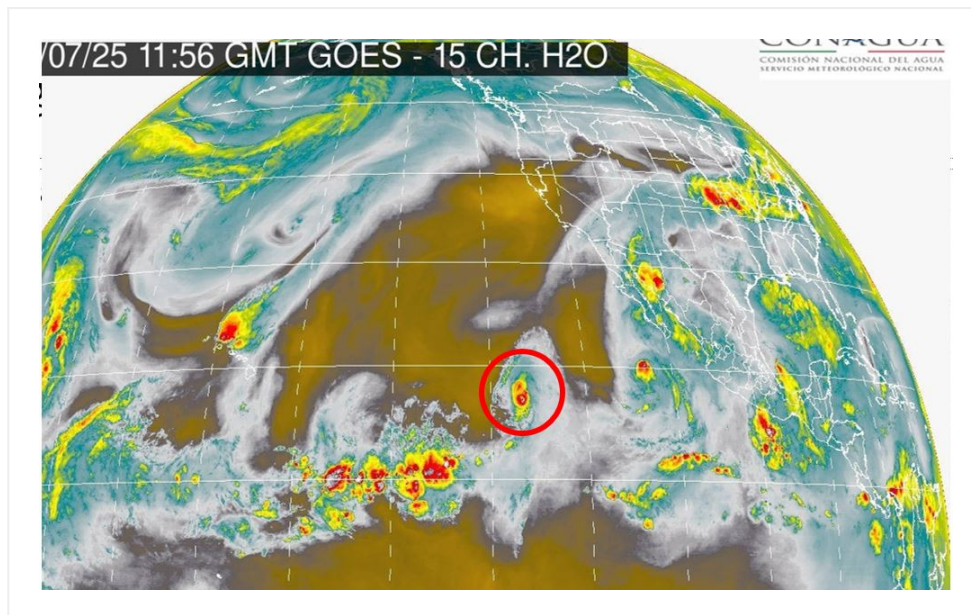 /07/25 11:56 GMT GOES - 15 CH. H2O
CONAGUA
COMISIÓN NACIONAL DEL AGUA
SERVICIO METEOROLÓGICO NACIONAL